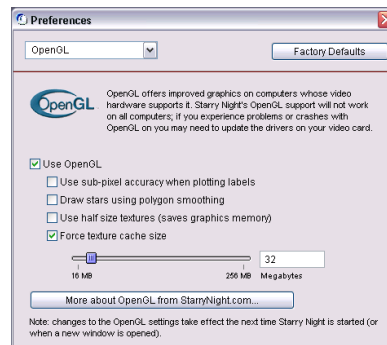 Preferences
OpenGL
Factory Defaults
OpenGL
OpenGL offers improved graphics on computers whose video
hardware supports it. Starry Night's OpenGL support will not work
on all computers; if you experience problems or crashes with
OpenGL on you may need to update the drivers on your video card.
Use OpenGL
Use sub-pixel accuracy when plotting labels
Draw stars using polygon smoothing
Use half size textures (saves graphics memory)
Force texture cache size
32
16 MB
256 MB
Megabytes
More about OpenGL from StarryNight.com...
Note: changes to the OpenGL settings take effect the next time Starry Night is started (or
when a new window is opened).